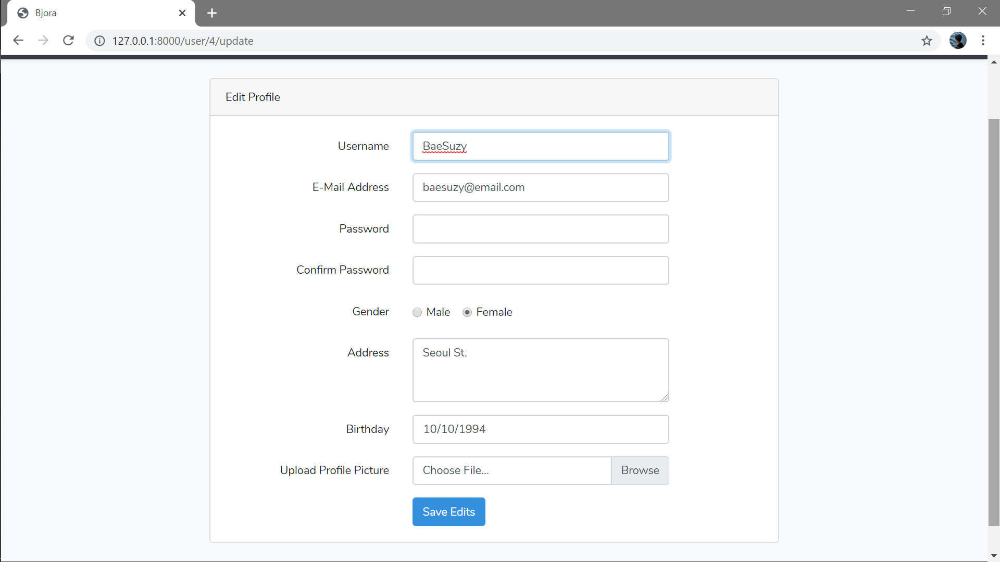 Bjora
127.0.0.1:8000/user/4/update
Edit Profile
Username BaeSuzy
E-Mail Address baesuzy@email.com
Password
Confirm Password
Gender Male Female
Address Seoul St.
Birthday 10/10/1994
Upload Profile Picture Choose File... Browse
Save Edits